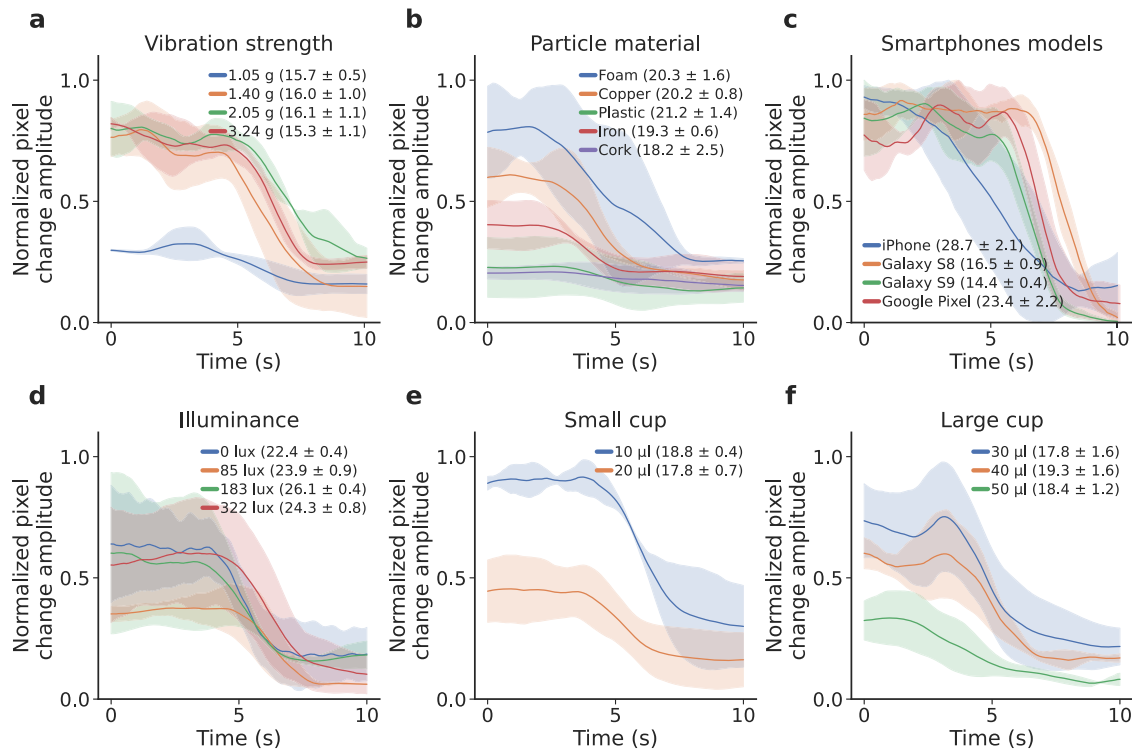 a
Vibration strength
1.05 g (15.7 ± 0.5)
1.40 g (16.0 ± 1.0)
2.05 g (16.1 ± 1.1)
3.24 g (15.3 ± 1.1)
Normalized pixel
change amplitude
1.0
0.5
0.0
0
5
10
Time (s)
b
Particle material
Foam (20.3 ± 1.6)
Copper (20.2 ± 0.8)
Plastic (21.2 ± 1.4)
Iron (19.3 ± 0.6)
Cork (18.2 ± 2.5)
Normalized pixel
change amplitude
1.0
0.5
0.0
0
5
10
Time (s)
c
Smartphones models
iPhone (28.7 ± 2.1)
Galaxy S8 (16.5 ± 0.9)
Galaxy S9 (14.4 ± 0.4)
Google Pixel (23.4 ± 2.2)
Normalized pixel
change amplitude
1.0
0.5
0.0
0
5
10
Time (s)
d
Illuminance
0 lux (22.4 ± 0.4)
85 lux (23.9 ± 0.9)
183 lux (26.1 ± 0.4)
322 lux (24.3 ± 0.8)
Normalized pixel
change amplitude
1.0
0.5
0.0
0
5
10
Time (s)
e
Small cup
10 µl (18.8 ± 0.4)
20 µl (17.8 ± 0.7)
Normalized pixel
change amplitude
1.0
0.5
0.0
0
5
10
Time (s)
f
Large cup
30 µl (17.8 ± 1.6)
40 µl (19.3 ± 1.6)
50 µl (18.4 ± 1.2)
Normalized pixel
change amplitude
1.0
0.5
0.0
0
5
10
Time (s)